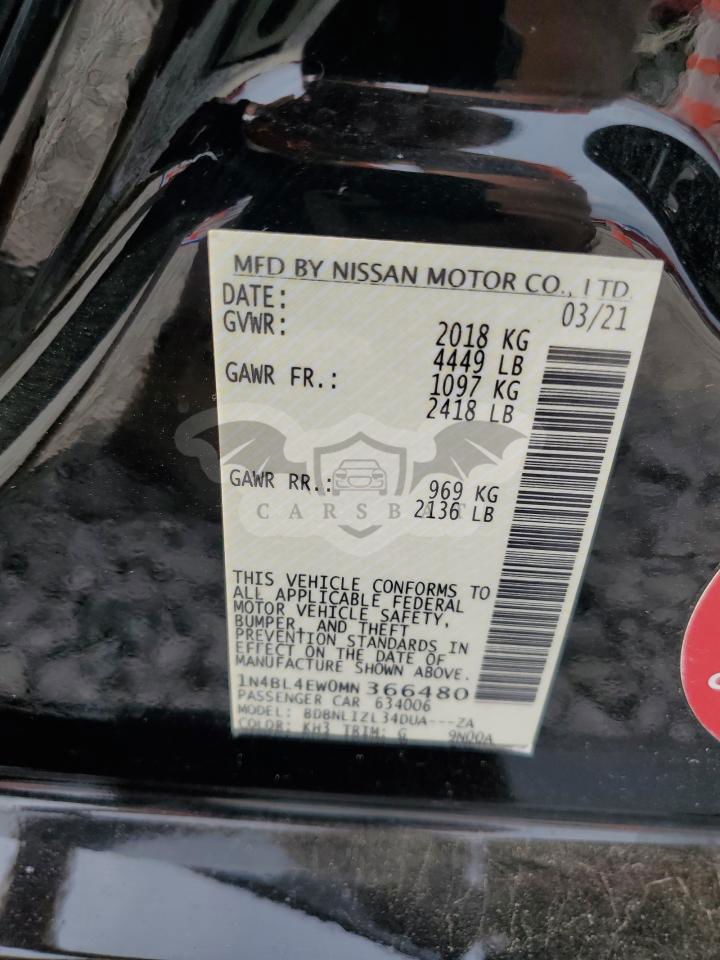 MFD BY NISSAN MOTOR CO., LTD.
DATE: 03/21
GVWR: 2018 KG
4449 LB
GAWR FR.: 1097 KG
2418 LB
GAWR RR.: 969 KG
2136 LB
CARSBAT
THIS VEHICLE CONFORMS TO
ALL APPLICABLE FEDERAL
MOTOR VEHICLE SAFETY,
BUMPER, AND THEFT
PREVENTION STANDARDS IN
EFFECT ON THE DATE OF
MANUFACTURE SHOWN ABOVE.
1N4BL4EW0MN 366480
PASSENGER CAR 634006
MODEL: BDBNLIZL34DUA---ZA
COLOR: KH3 TRIM: G 9N00A